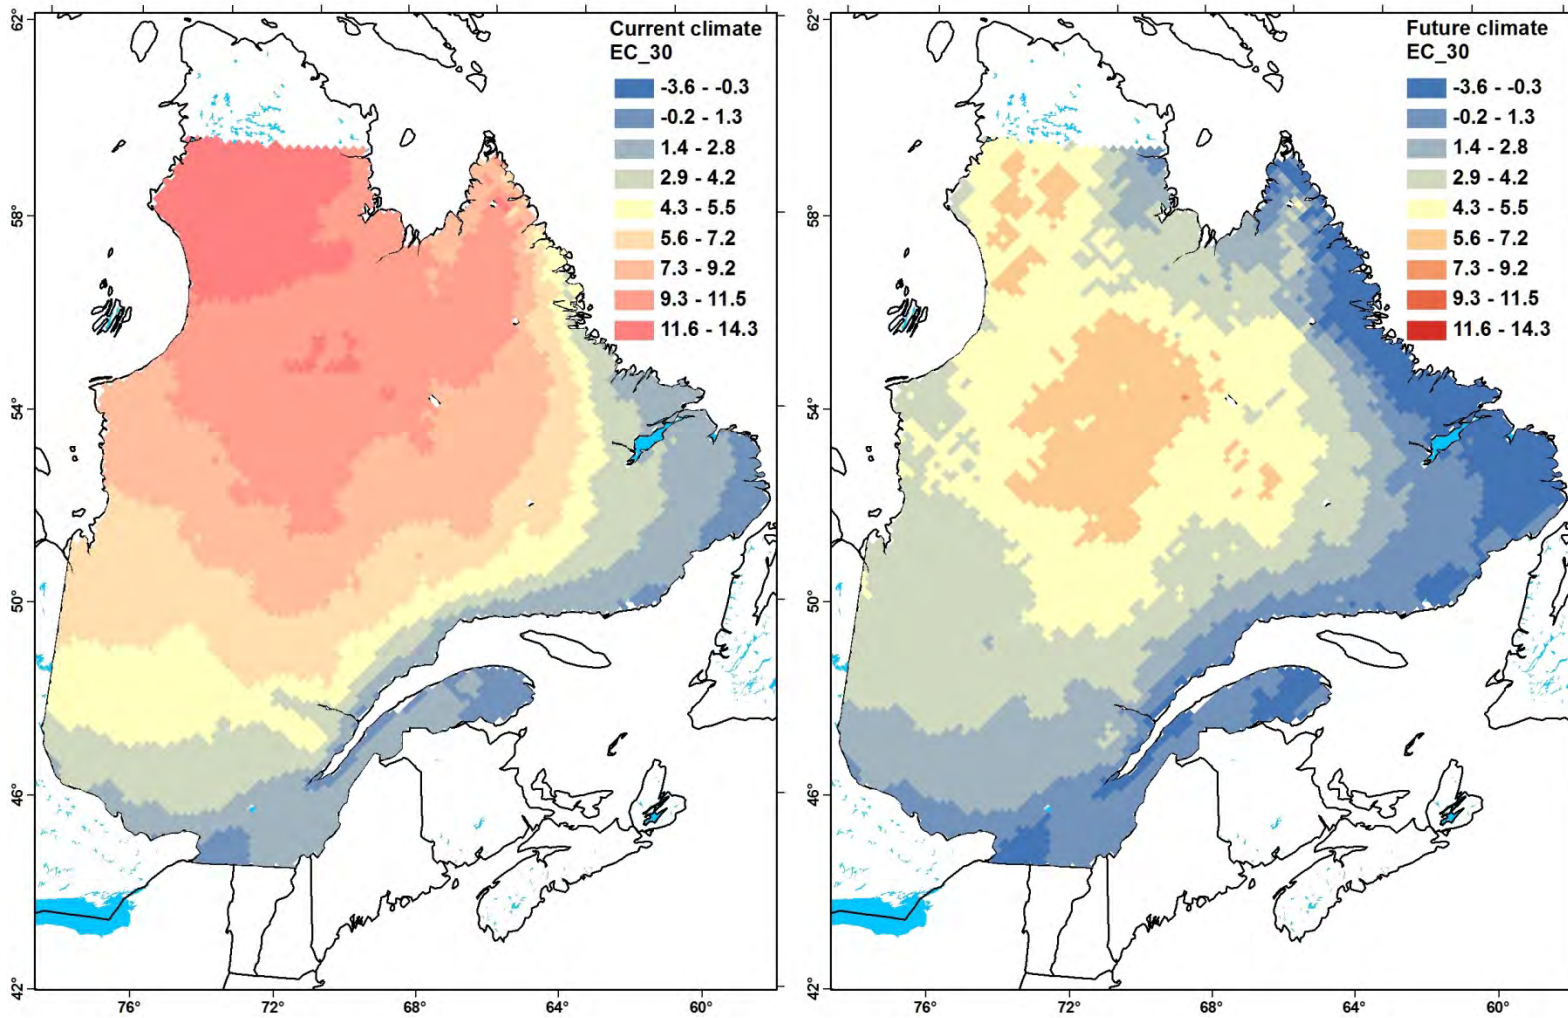 Current climate
EC_30
-3.6 - -0.3
-0.2 - 1.3
1.4 - 2.8
2.9 - 4.2
4.3 - 5.5
5.6 - 7.2
7.3 - 9.2
9.3 - 11.5
11.6 - 14.3
62°
58°
54°
50°
46°
42°
76°
72°
68°
64°
60°
Future climate
EC_30
-3.6 - -0.3
-0.2 - 1.3
1.4 - 2.8
2.9 - 4.2
4.3 - 5.5
5.6 - 7.2
7.3 - 9.2
9.3 - 11.5
11.6 - 14.3
62°
58°
54°
50°
46°
42°
76°
72°
68°
64°
60°